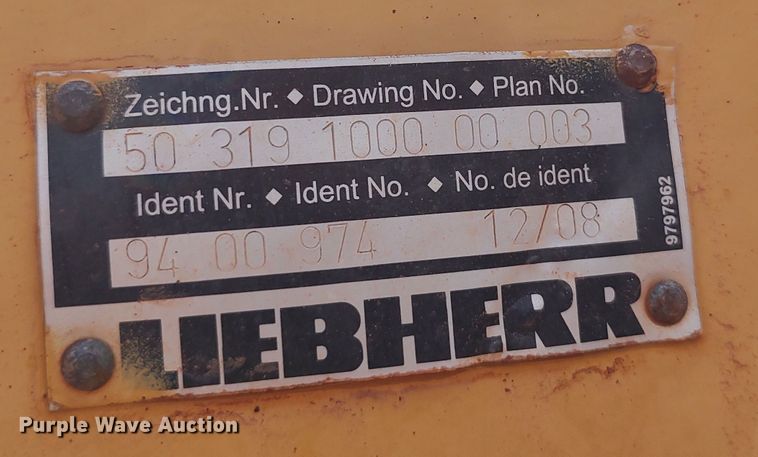 Zeichng.Nr. ◆ Drawing No. ◆ Plan No.
50 319 1000 00 003
Ident Nr. ◆ Ident No. ◆ No. de ident
94 00 974 12/08
9797962
LIEBHERR
Purple Wave Auction